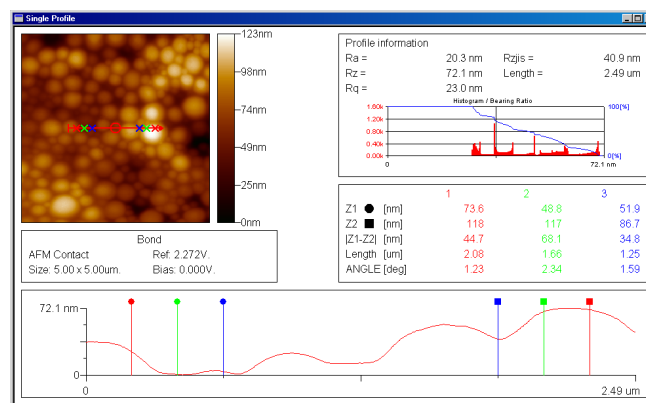 Single Profile
123nm
98nm
74nm
49nm
25nm
0nm
Bond
AFM Contact Ref: 2.272V.
Size: 5.00 x 5.00um. Bias: 0.000V.
Profile information
Ra = 20.3 nm Rzjis = 40.9 nm
Rz = 72.1 nm Length = 2.49 um
Rq = 23.0 nm
Histogram / Bearing Ratio
1.60k 100[%]
1.20k
0.80k
0.40k
0.00k 0[%]
0 72.1 nm
1 2 3
Z1 [nm] 73.6 48.8 51.9
Z2 [nm] 118 117 86.7
|Z1-Z2| [nm] 44.7 68.1 34.8
Length [um] 2.08 1.66 1.25
ANGLE [deg] 1.23 2.34 1.59
72.1 nm
0
0 2.49 um